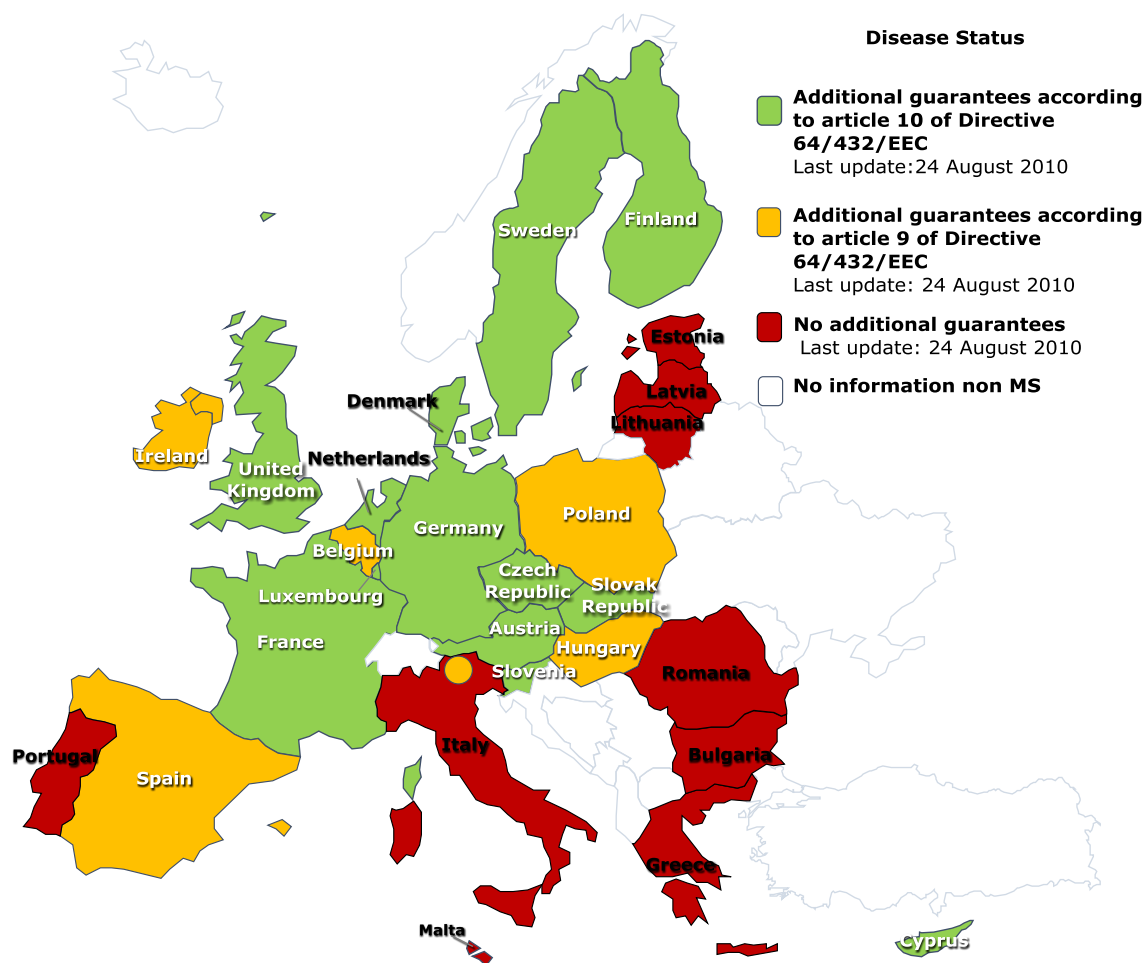 Disease Status
Additional guarantees according
to article 10 of Directive
64/432/EEC
Last update:24 August 2010
Additional guarantees according
to article 9 of Directive
64/432/EEC
Last update: 24 August 2010
No additional guarantees
Last update: 24 August 2010
No information non MS
Finland
Sweden
Estonia
Latvia
Denmark
Lithuania
Ireland
Netherlands
United
Kingdom
Poland
Germany
Belgium
Czech
Republic
Slovak
Republic
Luxembourg
Austria
France
Hungary
Slovenia
Romania
Italy
Portugal
Bulgaria
Spain
Greece
Malta
Cyprus